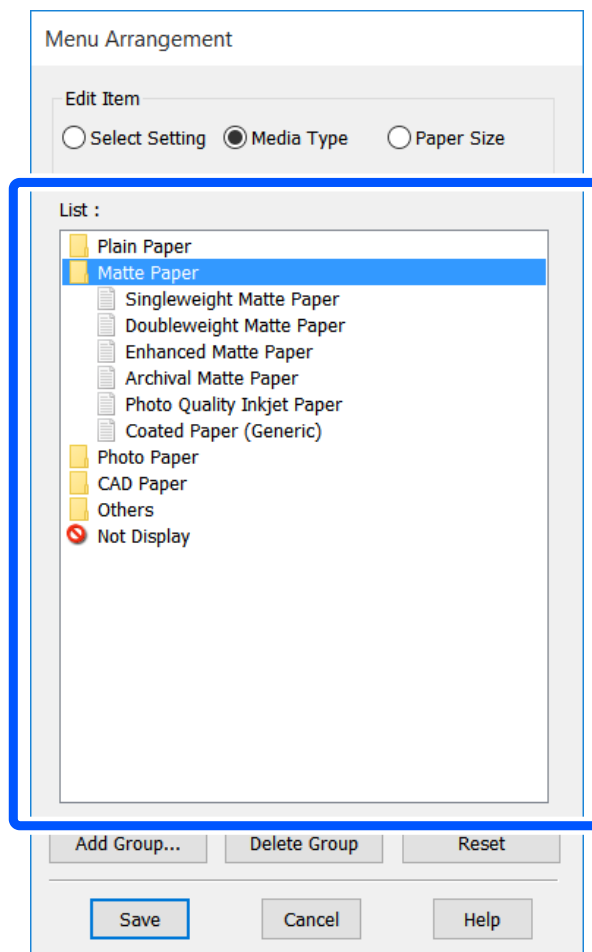 Menu Arrangement
Edit Item
Select Setting Media Type Paper Size
List :
Plain Paper
Matte Paper
Singleweight Matte Paper
Doubleweight Matte Paper
Enhanced Matte Paper
Archival Matte Paper
Photo Quality Inkjet Paper
Coated Paper (Generic)
Photo Paper
CAD Paper
Others
Not Display
Add Group... Delete Group Reset
Save Cancel Help